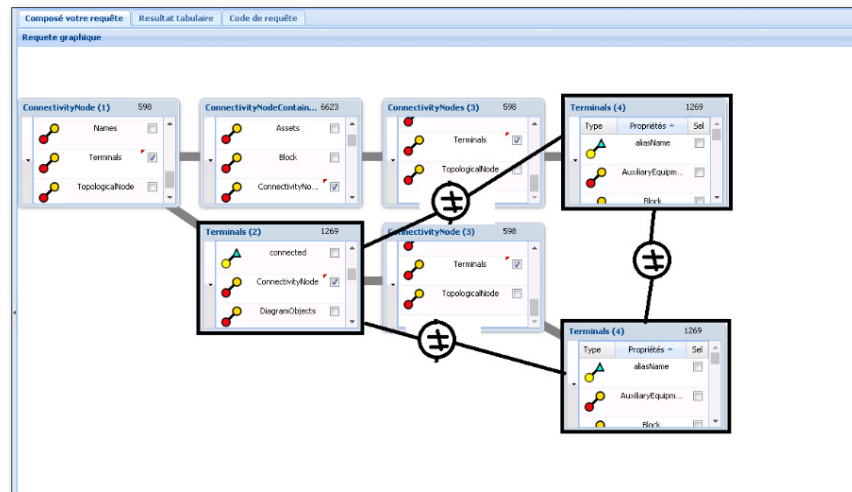 Composé votre requête
Resultat tabulaire
Code de requête
Requete graphique
ConnectivityNode (1) 598
Names
Terminals
TopologicalNode
ConnectivityNodeContain... 6623
Assets
Block
ConnectivityNo...
ConnectivityNodes (3) 598
Terminals
TopologicalNode
Terminals (4) 1269
Type Propriétés Sel
aliasName
AuxiliaryEquipm...
Block
Terminals (2) 1269
connected
ConnectivityNode
DiagramObjects
ConnectivityNode (3) 598
Terminals
TopologicalNode
Terminals (4) 1269
Type Propriétés Sel
aliasName
AuxiliaryEquipm...
Block